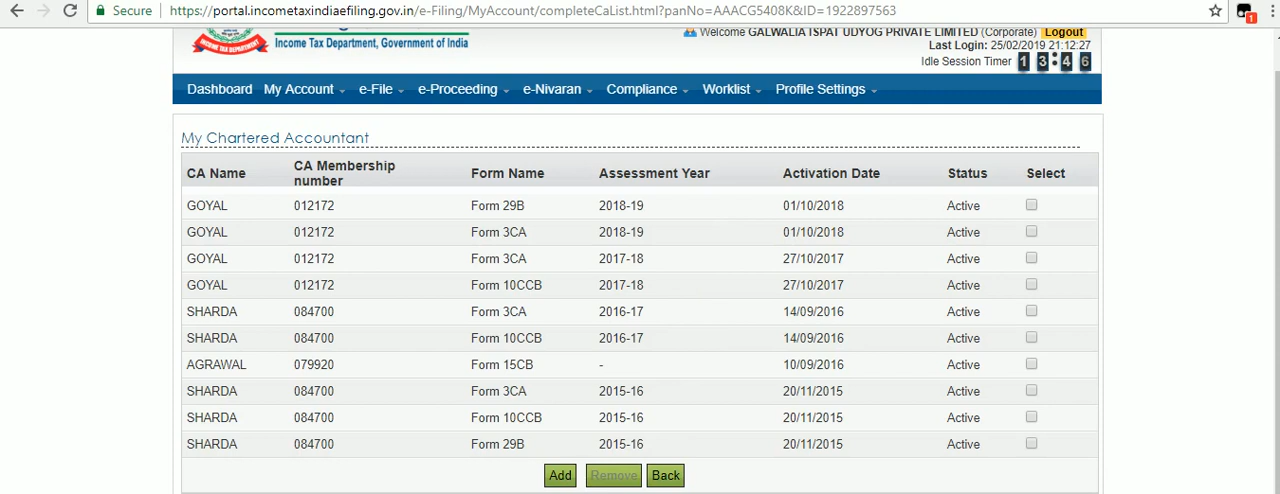 Secure https://portal.incometaxindiaefiling.gov.in/e-Filing/MyAccount/completeCaList.html?panNo=AAACG5408K&ID=1922897563
1
INCOME TAX DEPARTMENT
Income Tax Department, Government of India
Welcome GALWALIA ISPAT UDYOG PRIVATE LIMITED (Corporate) Logout
Last Login: 25/02/2019 21:12:27
Idle Session Timer 1 3 : 4 6
Dashboard My Account e-File e-Proceeding e-Nivaran Compliance Worklist Profile Settings
My Chartered Accountant
CA Name CA Membership number Form Name Assessment Year Activation Date Status Select
GOYAL 012172 Form 29B 2018-19 01/10/2018 Active
GOYAL 012172 Form 3CA 2018-19 01/10/2018 Active
GOYAL 012172 Form 3CA 2017-18 27/10/2017 Active
GOYAL 012172 Form 10CCB 2017-18 27/10/2017 Active
SHARDA 084700 Form 3CA 2016-17 14/09/2016 Active
SHARDA 084700 Form 10CCB 2016-17 14/09/2016 Active
AGRAWAL 079920 Form 15CB - 10/09/2016 Active
SHARDA 084700 Form 3CA 2015-16 20/11/2015 Active
SHARDA 084700 Form 10CCB 2015-16 20/11/2015 Active
SHARDA 084700 Form 29B 2015-16 20/11/2015 Active
Add Remove Back